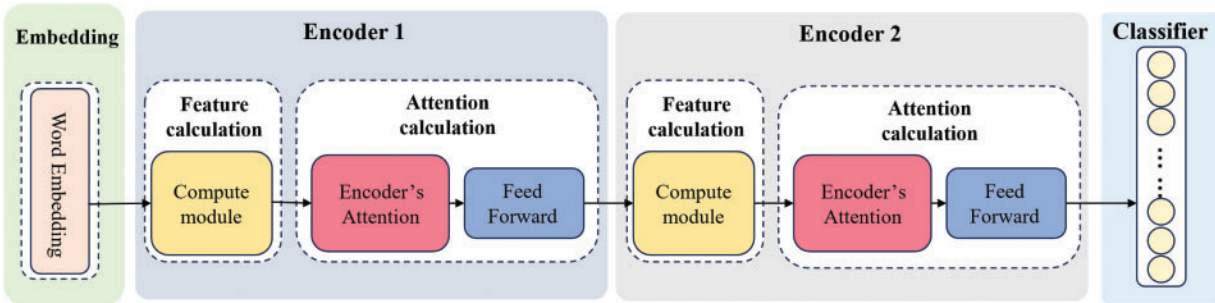 Embedding
Word Embedding
Encoder 1
Feature
calculation
Compute
module
Attention
calculation
Encoder's
Attention
Feed
Forward
Encoder 2
Feature
calculation
Compute
module
Attention
calculation
Encoder's
Attention
Feed
Forward
Classifier